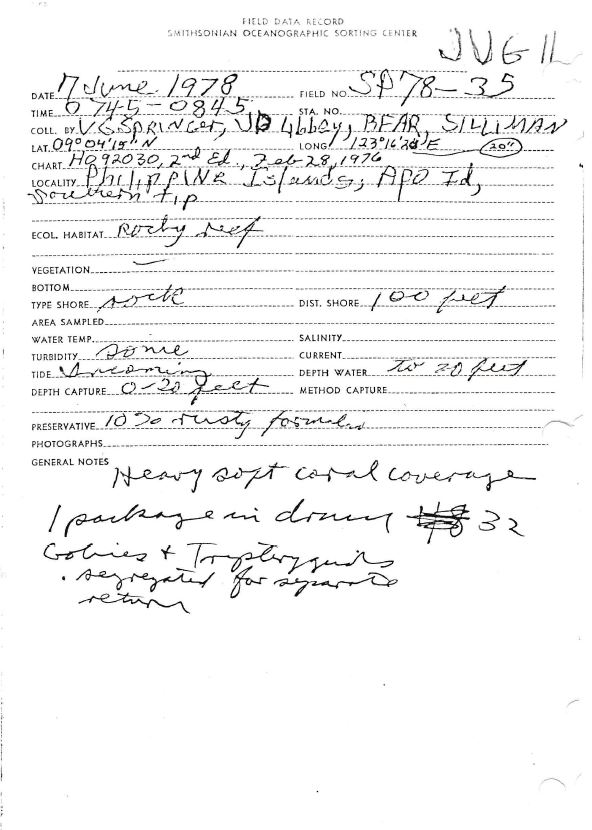 FIELD DATA RECORD
SMITHSONIAN OCEANOGRAPHIC SORTING CENTER
DATE 7 June 1978 FIELD NO. SP 78-35
TIME 0745-0845 STA. NO.
COLL. BY V.G. Springer, JD Libbey, BFAR, SILLIMAN
LAT. 09°04'15" N LONG 123°16'20" E (20")
CHART HO 92030, 2nd Ed., Feb 28, 1976
LOCALITY Philippine Islands, Apo Id,
Southern tip
ECOL. HABITAT Rocky reef
VEGETATION —
BOTTOM
TYPE SHORE rock DIST. SHORE 100 feet
AREA SAMPLED
WATER TEMP. SALINITY
TURBIDITY some CURRENT
TIDE Incoming DEPTH WATER to 20 feet
DEPTH CAPTURE 0-20 feet METHOD CAPTURE
PRESERVATIVE 10% rusty formalin
PHOTOGRAPHS
GENERAL NOTES Heavy soft coral coverage
1 package in drum 32
Gobies + Tripterygiids
segregated for separate
return